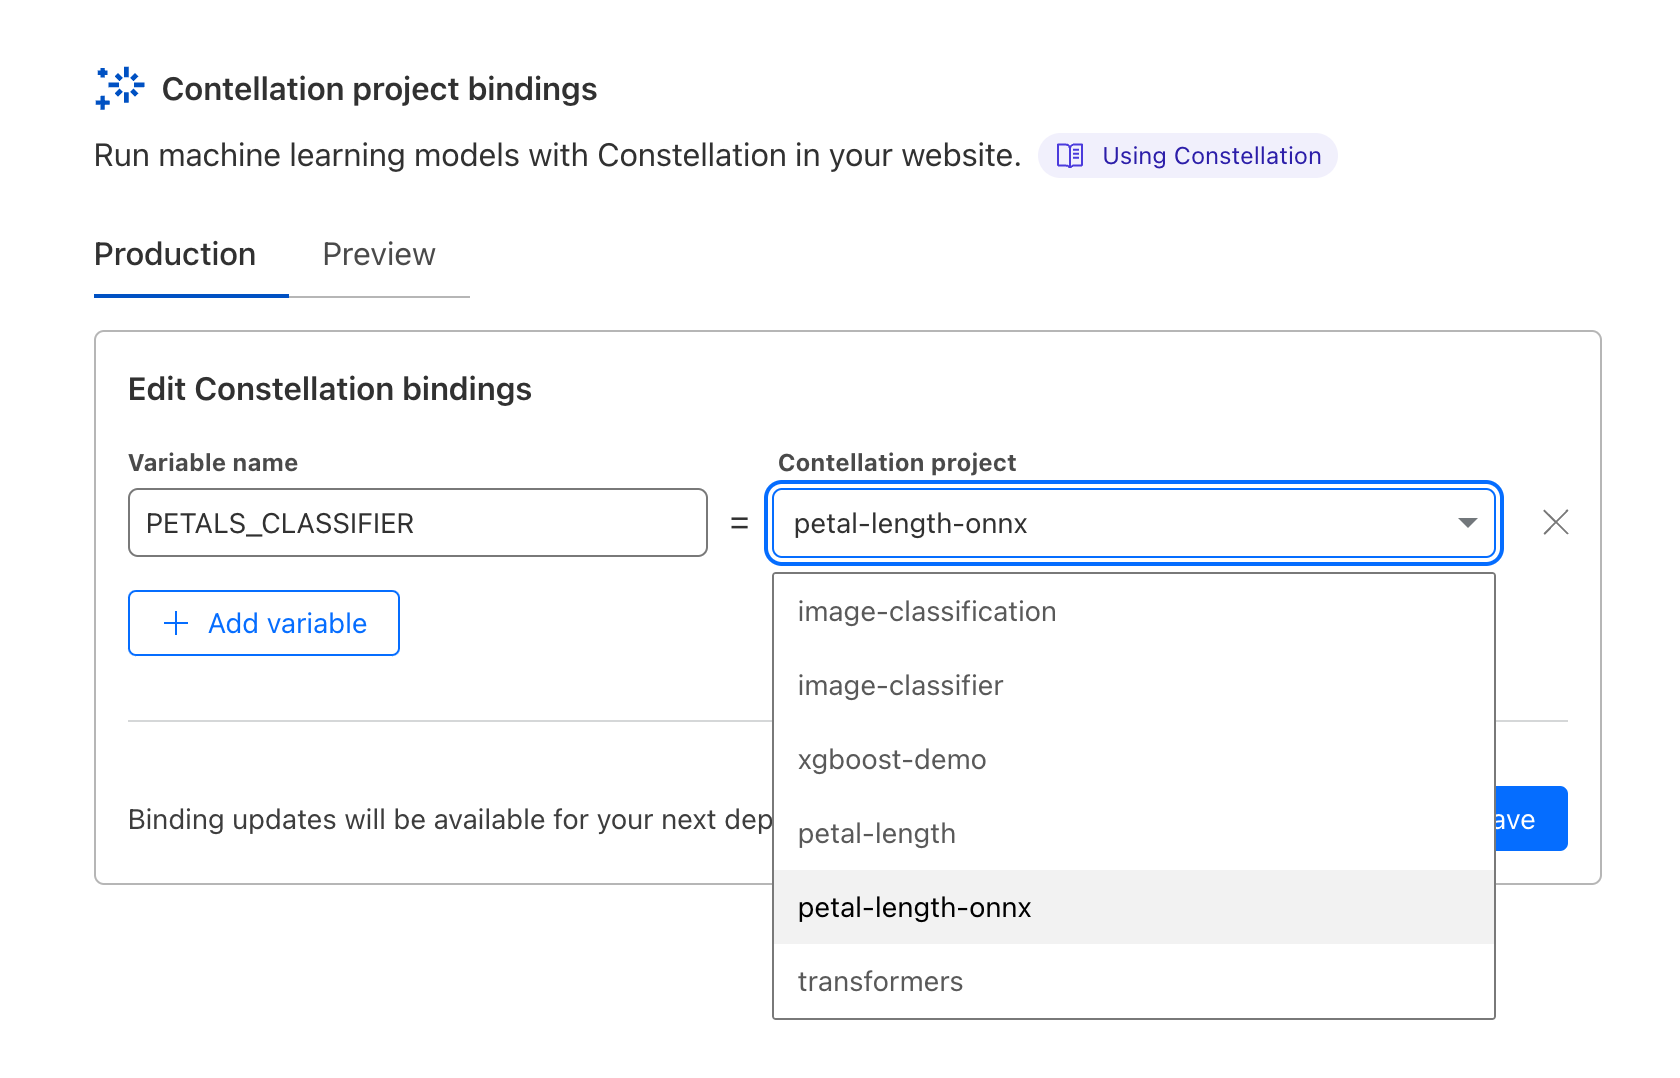 Contellation project bindings
Run machine learning models with Constellation in your website. Using Constellation
Production Preview
Edit Constellation bindings
Variable name Contellation project
PETALS_CLASSIFIER = petal-length-onnx
Add variable
image-classification
image-classifier
xgboost-demo
petal-length
Binding updates will be available for your next dep ave
petal-length-onnx
transformers